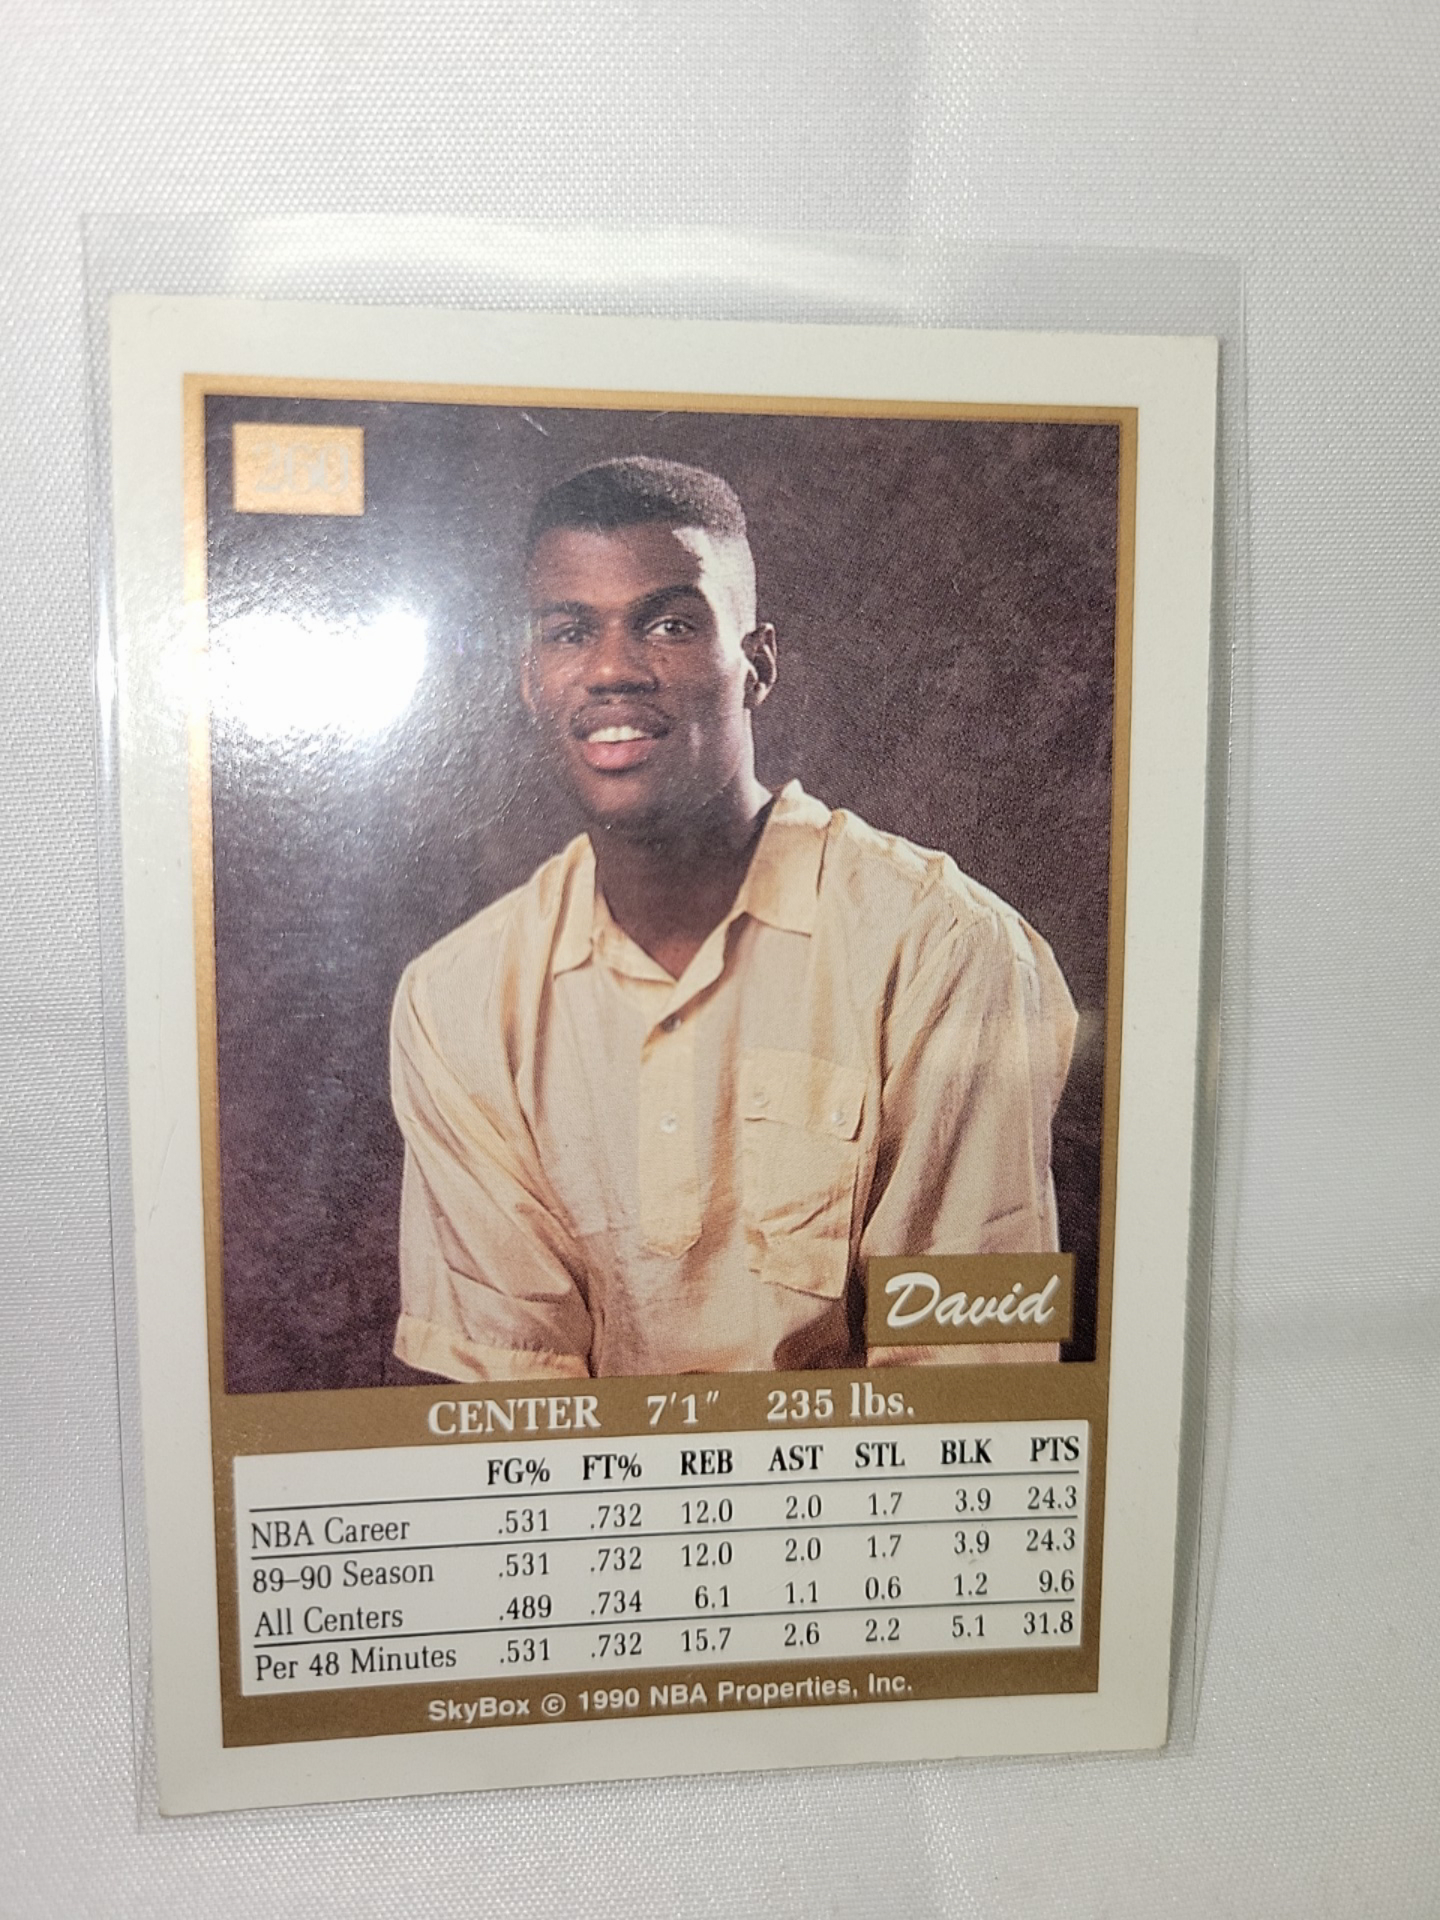 260
David
CENTER 7'1" 235 lbs.
FG% FT% REB AST STL BLK PTS
NBA Career .531 .732 12.0 2.0 1.7 3.9 24.3
89–90 Season .531 .732 12.0 2.0 1.7 3.9 24.3
All Centers .489 .734 6.1 1.1 0.6 1.2 9.6
Per 48 Minutes .531 .732 15.7 2.6 2.2 5.1 31.8
SkyBox © 1990 NBA Properties, Inc.